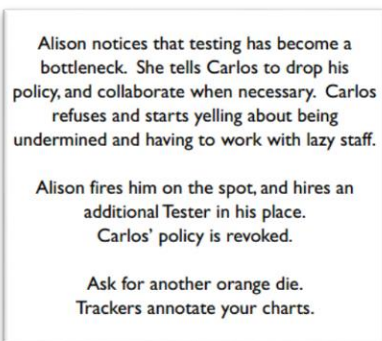 Alison notices that testing has become a
bottleneck. She tells Carlos to drop his
policy, and collaborate when necessary. Carlos
refuses and starts yelling about being
undermined and having to work with lazy staff.
Alison fires him on the spot, and hires an
additional Tester in his place.
Carlos' policy is revoked.
Ask for another orange die.
Trackers annotate your charts.